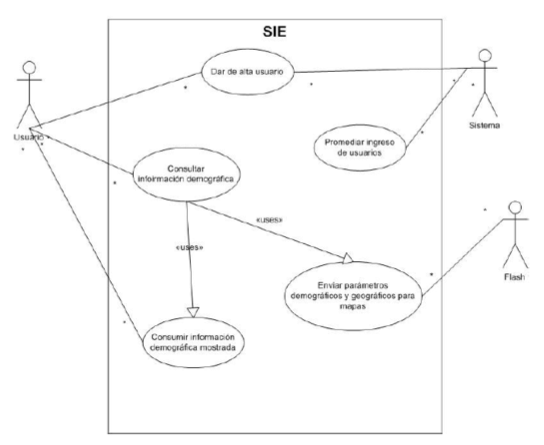 SIE
Dar de alta usuario
Usuario
Sistema
Promediar ingreso
de usuarios
Consultar
infoirmación demográfica
«uses»
«uses»
Flash
Enviar parámetros
demográficos y geográficos para
mapas
Consumir información
demográfica mostrada